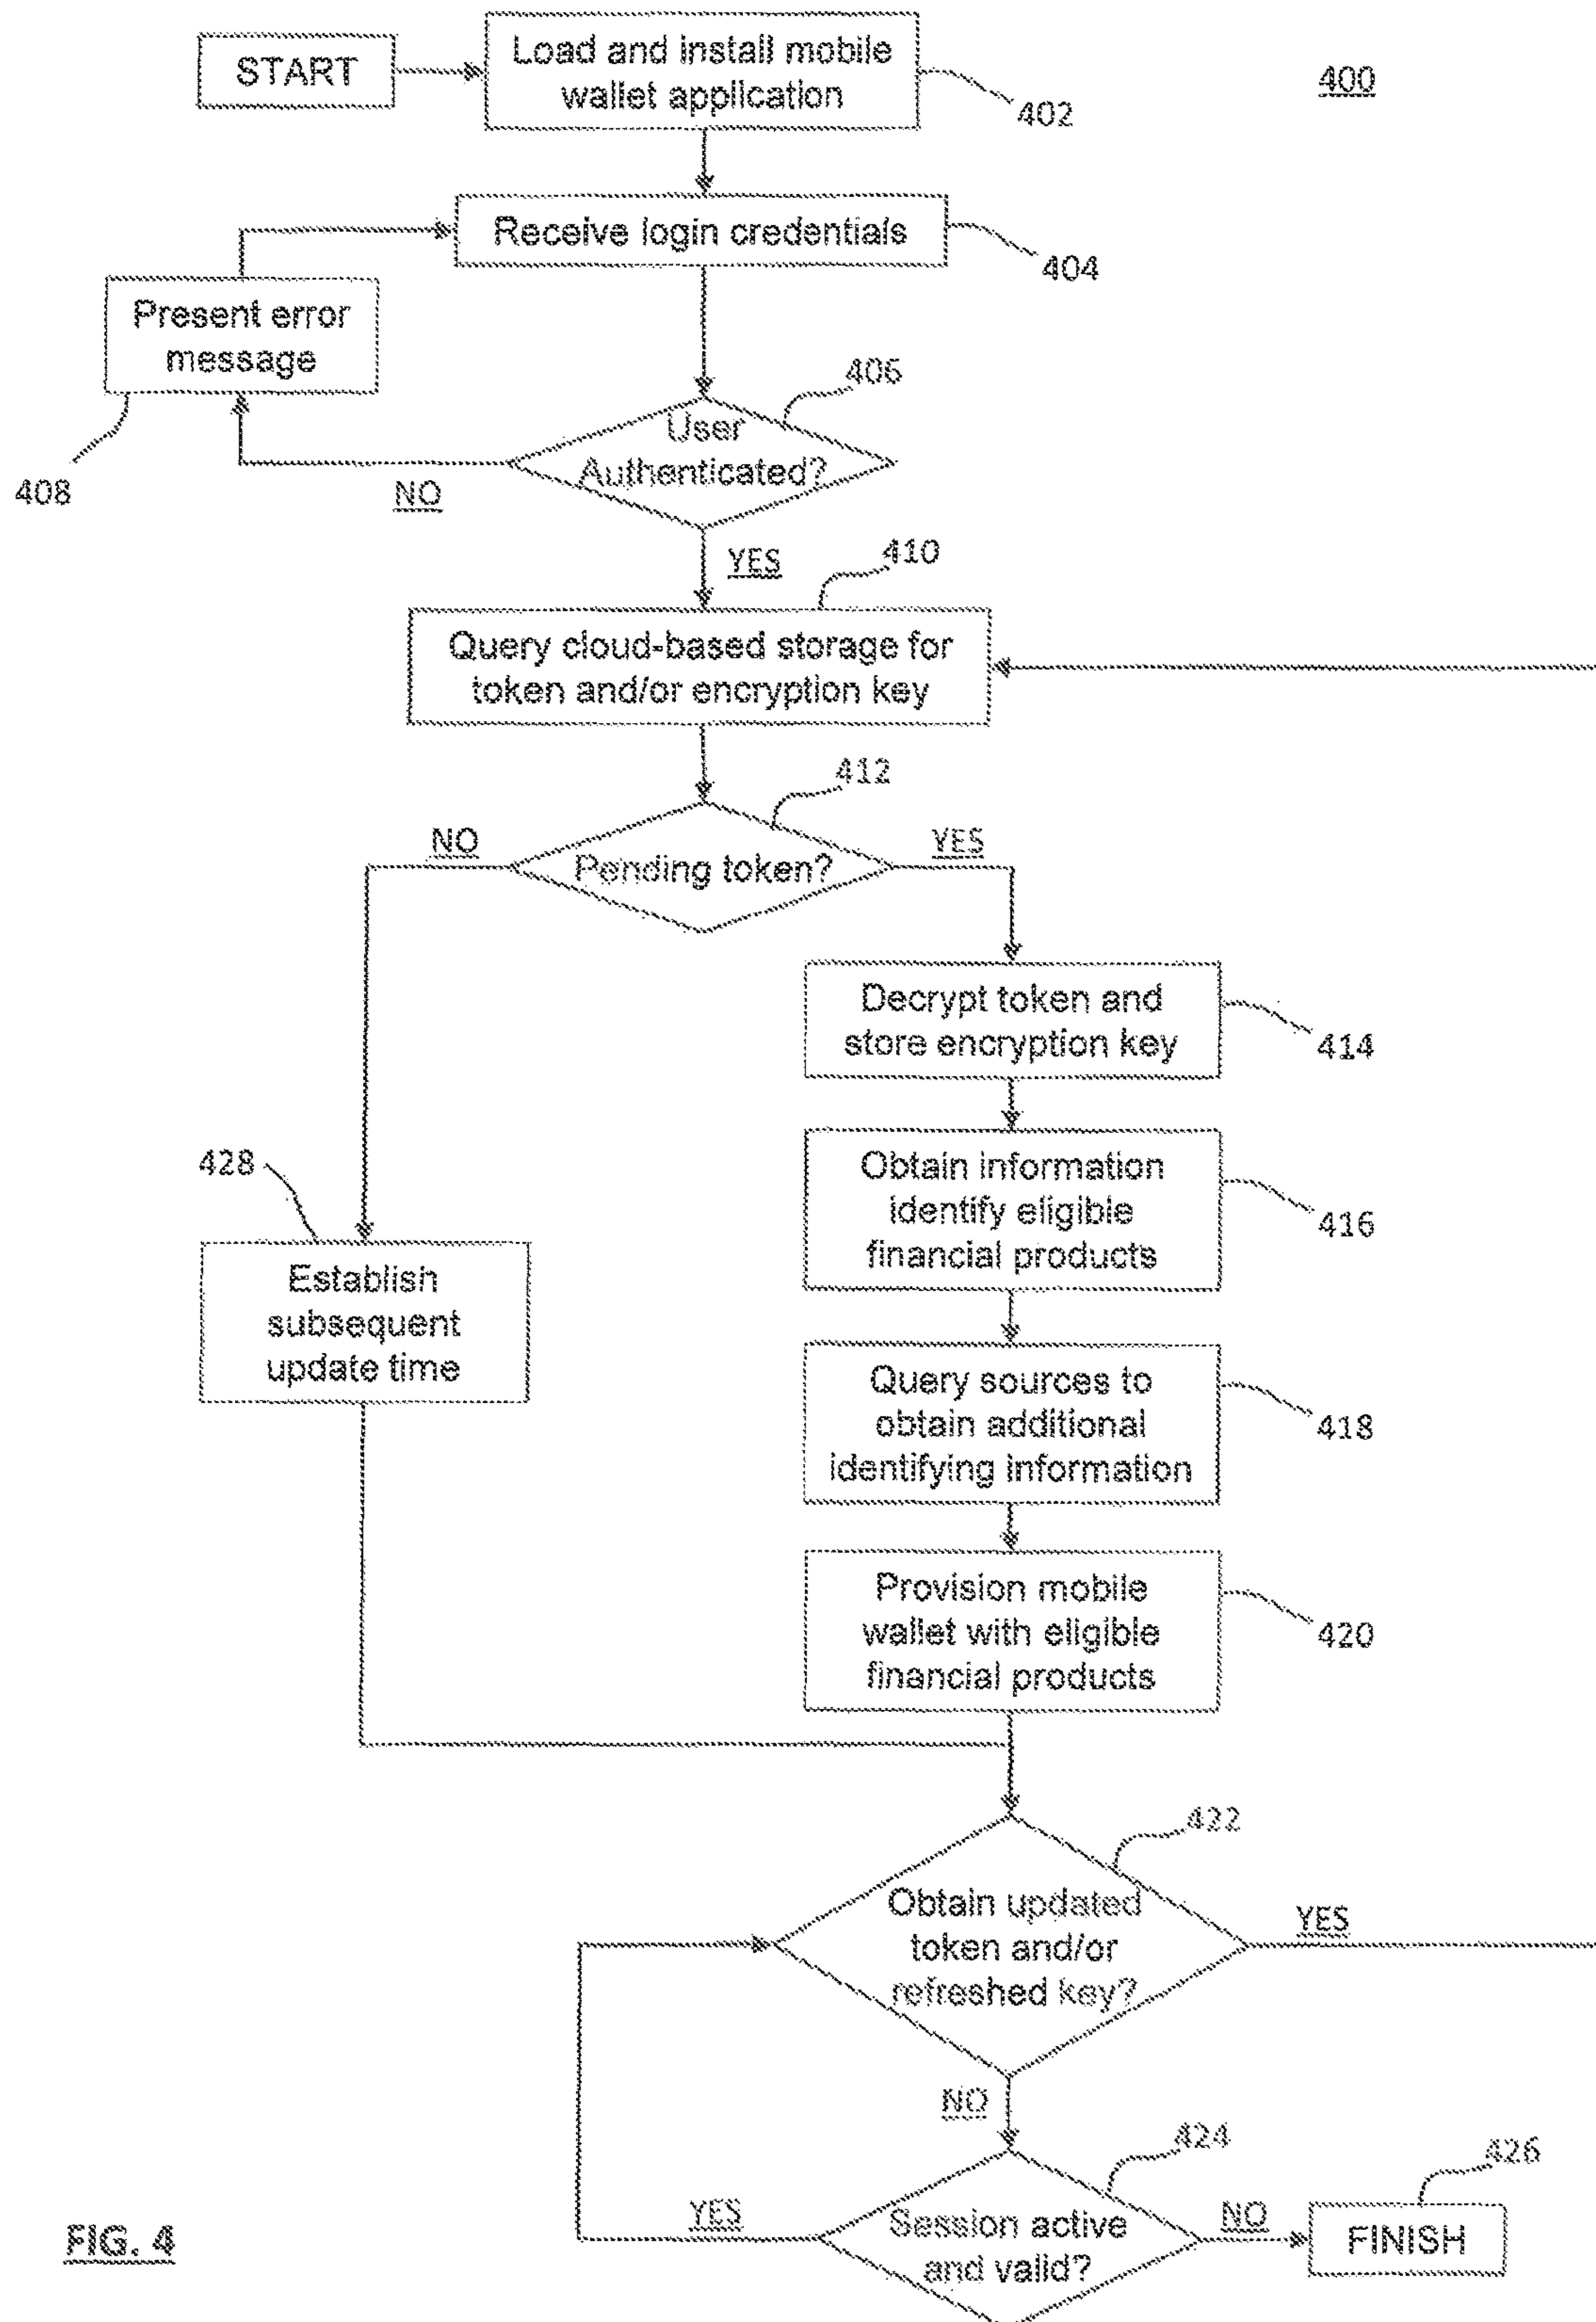 START
Load and install mobile
wallet application
400
402
Receive login credentials
404
Present error
message
406
User
Authenticated?
408
NO
YES
410
Query cloud-based storage for
token and/or encryption key
412
NO
YES
Pending token?
Decrypt token and
store encryption key
414
428
Obtain information
identify eligible
financial products
416
Establish
subsequent
update time
Query sources to
obtain additional
identifying information
418
Provision mobile
wallet with eligible
financial products
420
422
Obtain updated
token and/or
refreshed key?
YES
NO
424
426
YES
Session active
and valid?
NO
FINISH
FIG. 4